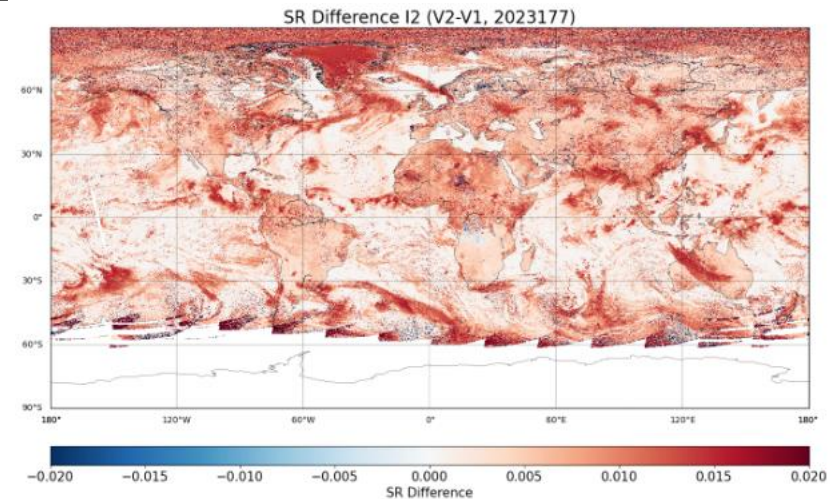 SR Difference I2 (V2-V1, 2023177)
60°N
30°N
0°
30°S
60°S
90°S
180° 120°W 60°W 0° 60°E 120°E 180°
−0.020 −0.015 −0.010 −0.005 0.000 0.005 0.010 0.015 0.020
SR Difference